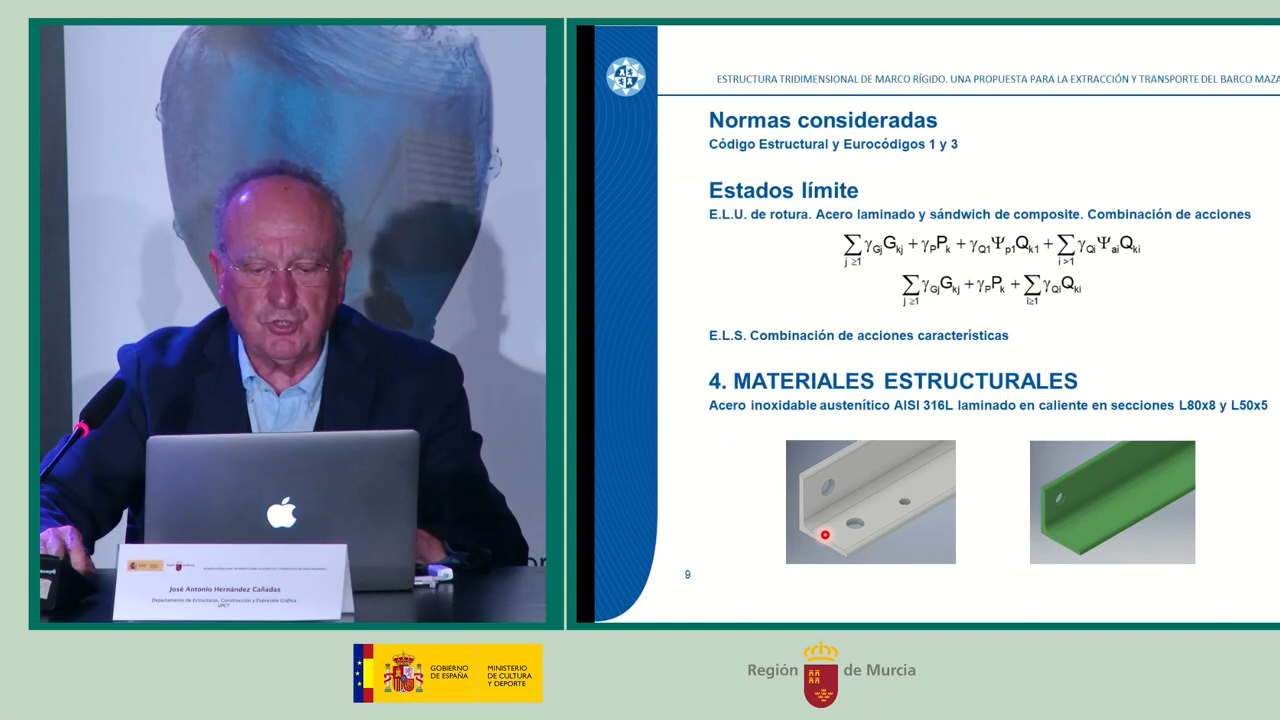 ESTRUCTURA TRIDIMENSIONAL DE MARCO RÍGIDO. UNA PROPUESTA PARA LA EXTRACCIÓN Y TRANSPORTE DEL BARCO MAZA
Normas consideradas
Código Estructural y Eurocódigos 1 y 3
Estados límite
E.L.U. de rotura. Acero laminado y sándwich de composite. Combinación de acciones
∑ j ≥1 γGjGkj + γPPk + γQ1Ψp1Qk1 + ∑ i >1 γQiΨaiQki
∑ j ≥1 γGjGkj + γPPk + ∑ i≥1 γQiQki
E.L.S. Combinación de acciones características
4. MATERIALES ESTRUCTURALES
Acero inoxidable austenítico AISI 316L laminado en caliente en secciones L80x8 y L50x5
9
José Antonio Hernández Cañadas
Departamento de Estructuras, Construcción y Expresión Gráfica
UPCT
GOBIERNO
DE ESPAÑA
MINISTERIO
DE CULTURA
Y DEPORTE
Región de Murcia